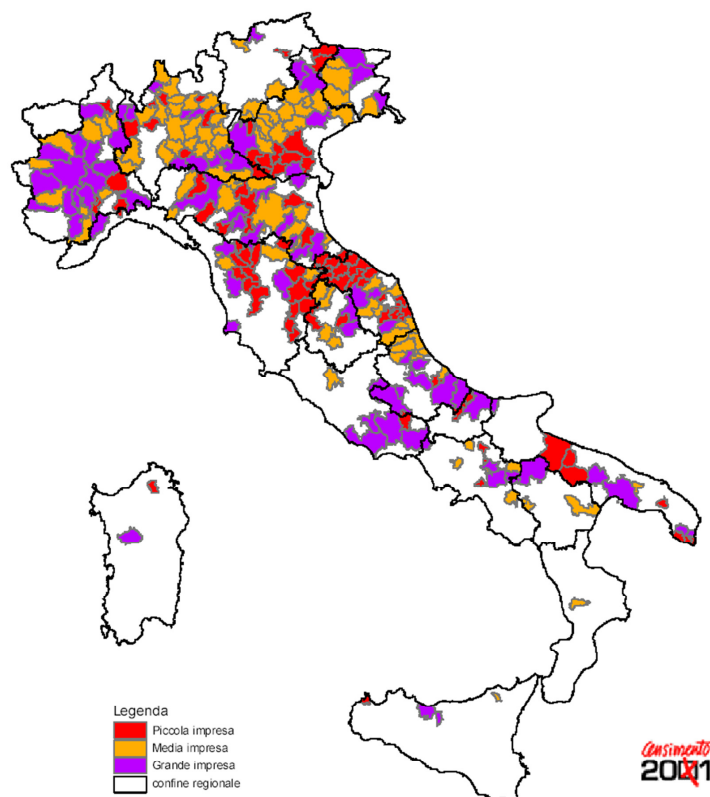 Legenda
Piccola impresa
Media impresa
Grande impresa
confine regionale
Censimento
2001